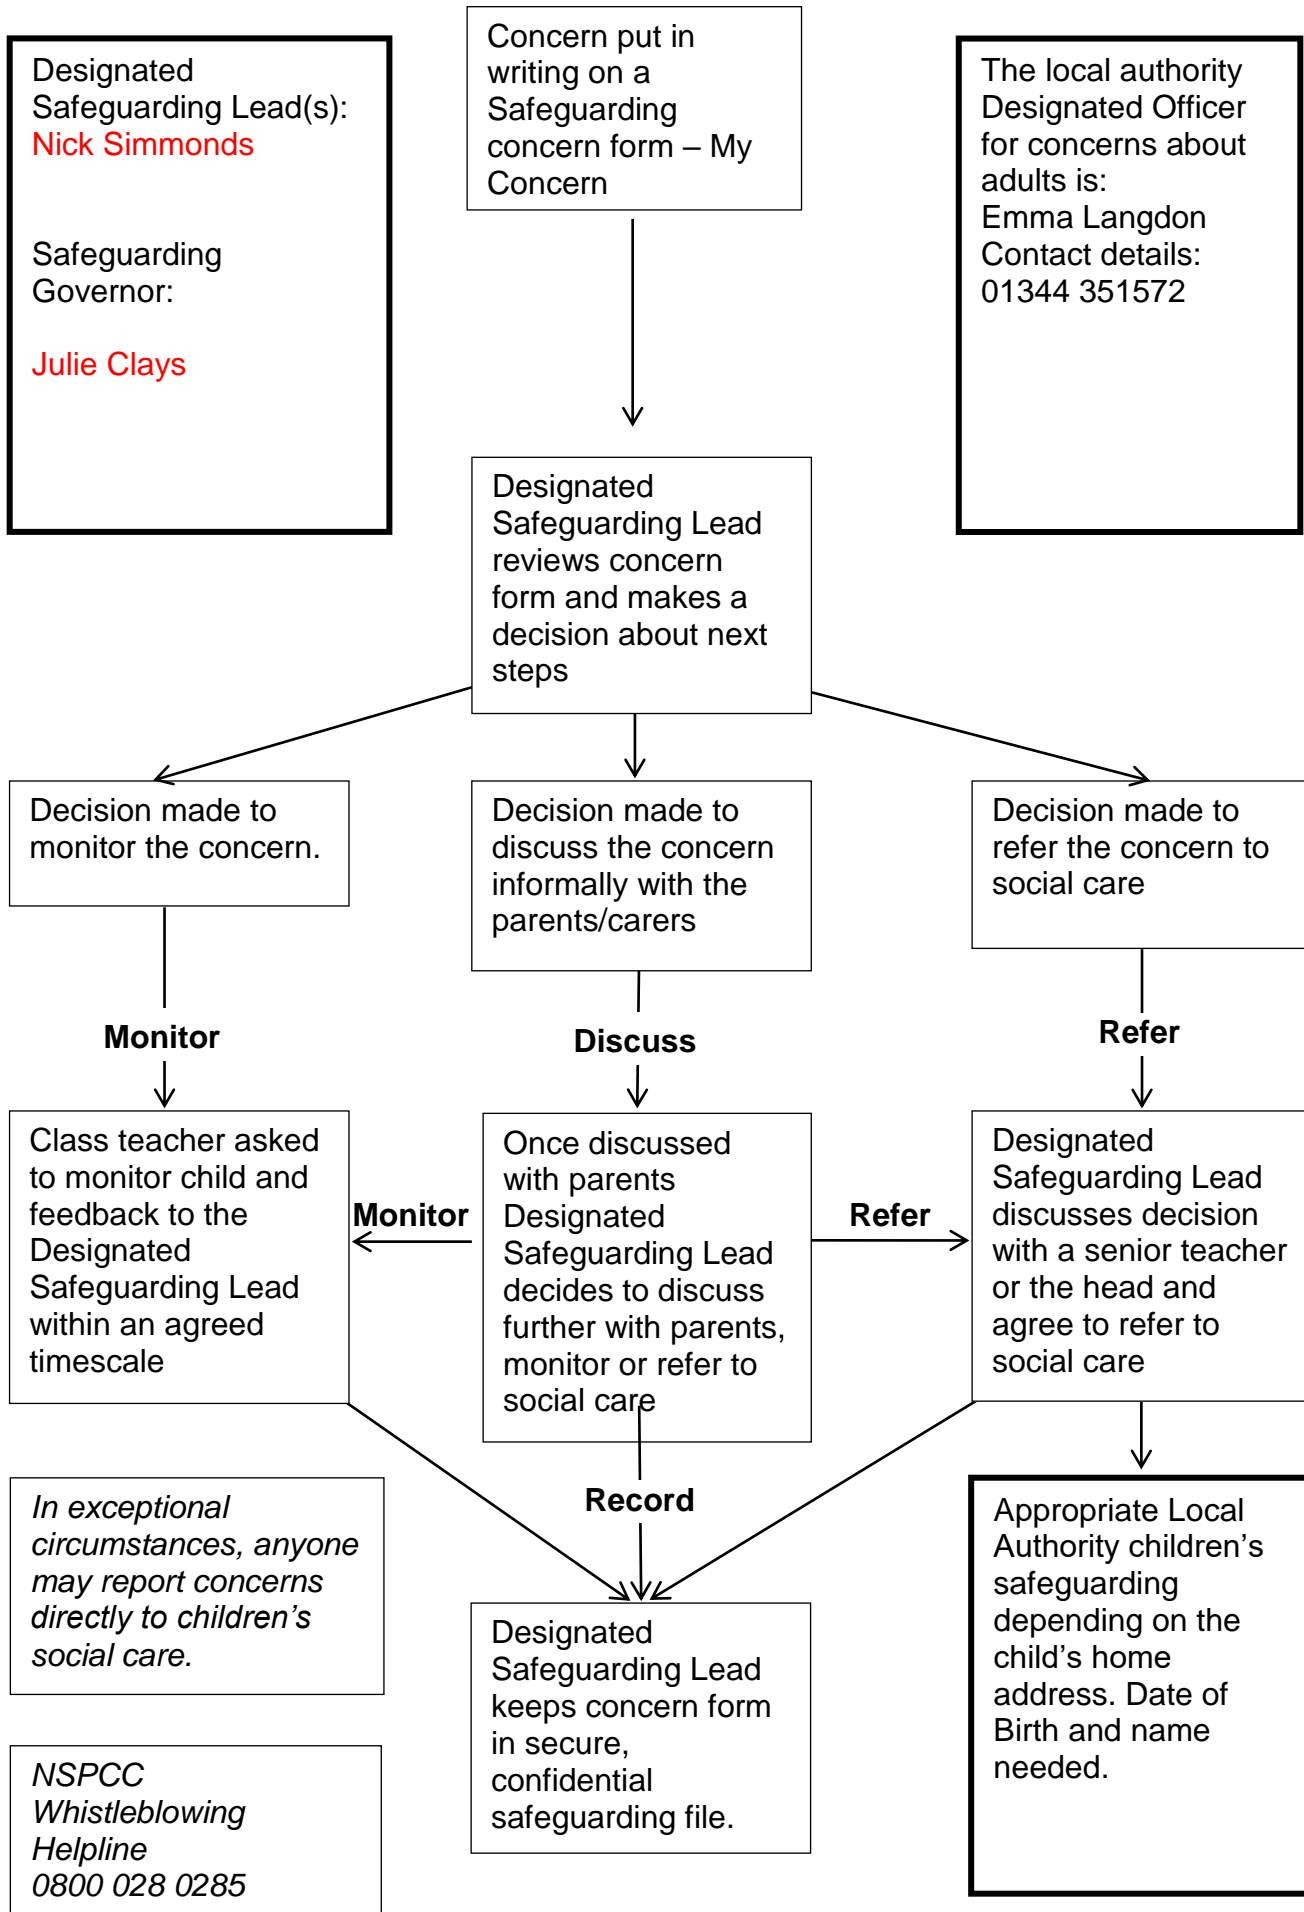 Designated
Safeguarding Lead(s):
Nick Simmonds
Safeguarding
Governor:
Julie Clays
Concern put in
writing on a
Safeguarding
concern form – My
Concern
The local authority
Designated Officer
for concerns about
adults is:
Emma Langdon
Contact details:
01344 351572
Designated
Safeguarding Lead
reviews concern
form and makes a
decision about next
steps
Decision made to
monitor the concern.
Decision made to
discuss the concern
informally with the
parents/carers
Decision made to
refer the concern to
social care
Monitor
Discuss
Refer
Class teacher asked
to monitor child and
feedback to the
Designated
Safeguarding Lead
within an agreed
timescale
Monitor
Once discussed
with parents
Designated
Safeguarding Lead
decides to discuss
further with parents,
monitor or refer to
social care
Refer
Designated
Safeguarding Lead
discusses decision
with a senior teacher
or the head and
agree to refer to
social care
In exceptional
circumstances, anyone
may report concerns
directly to children’s
social care.
Record
Appropriate Local
Authority children’s
safeguarding
depending on the
child’s home
address. Date of
Birth and name
needed.
Designated
Safeguarding Lead
keeps concern form
in secure,
confidential
safeguarding file.
NSPCC
Whistleblowing
Helpline
0800 028 0285